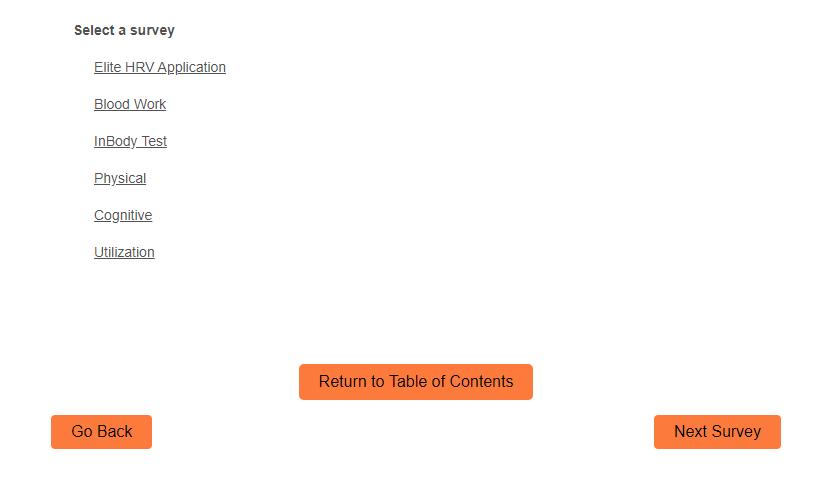 Select a survey
Elite HRV Application
Blood Work
InBody Test
Physical
Cognitive
Utilization
Return to Table of Contents
Go Back
Next Survey